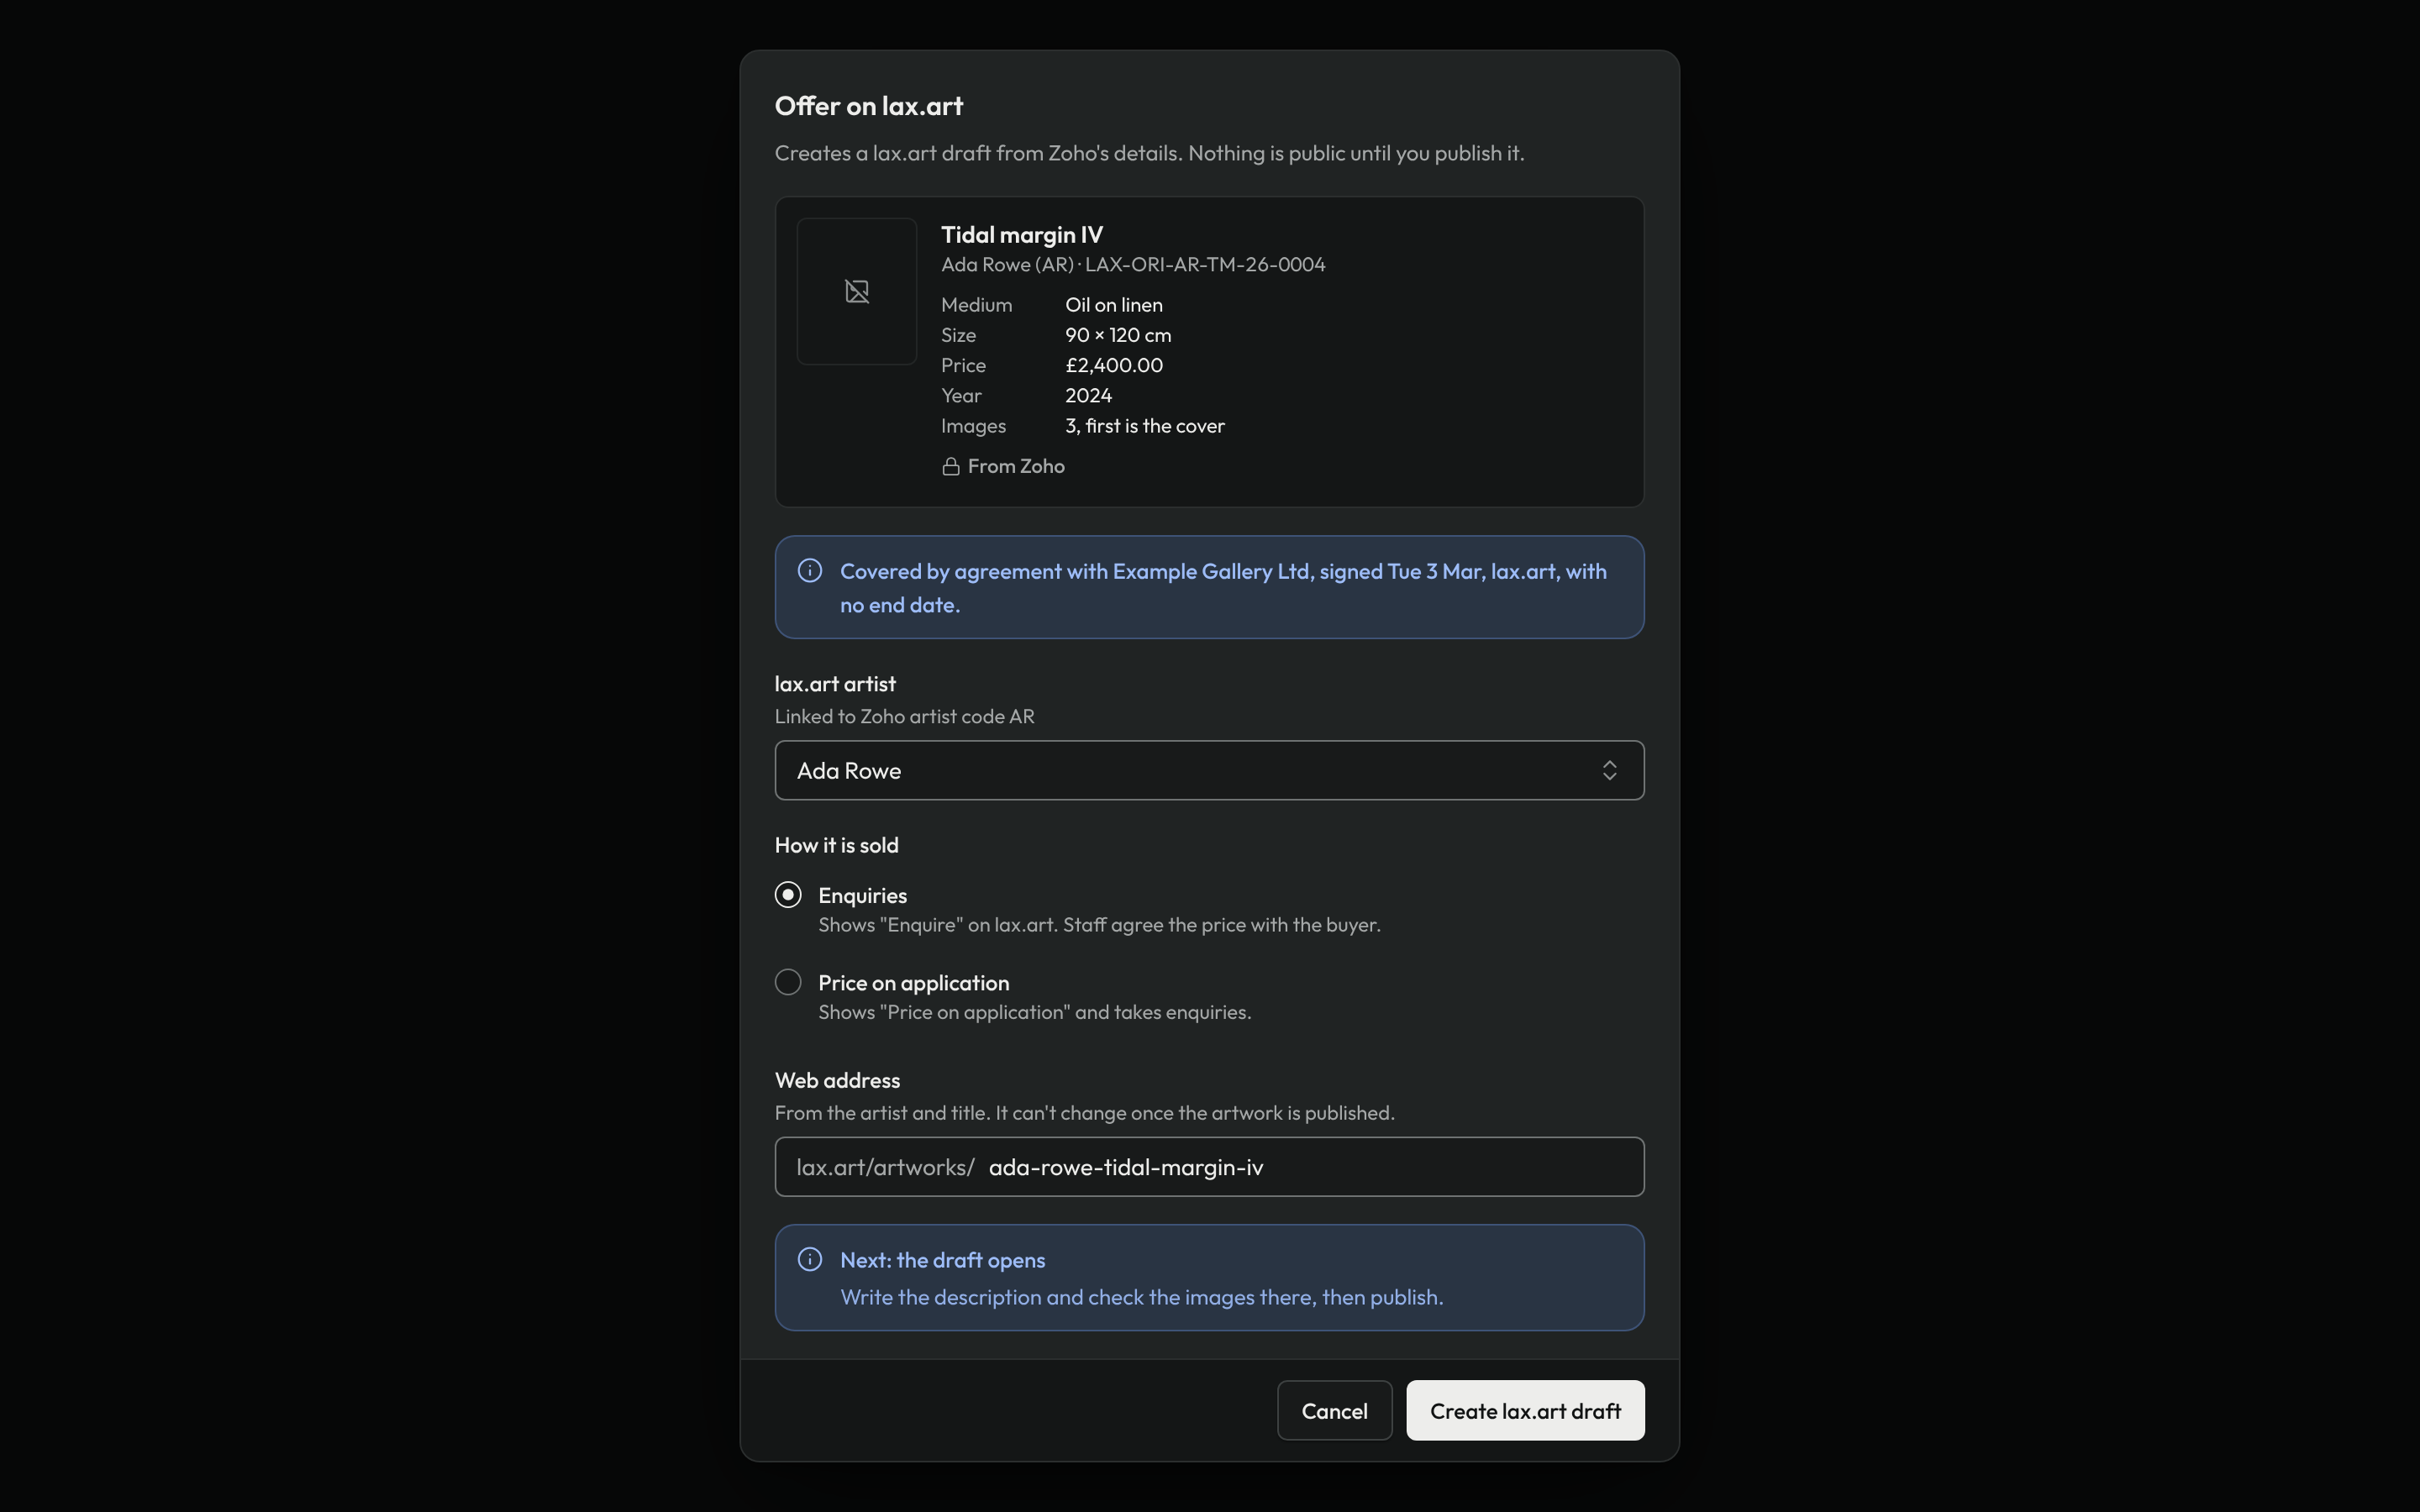 Offer on lax.art
Creates a lax.art draft from Zoho's details. Nothing is public until you publish it.
Tidal margin IV
Ada Rowe (AR) · LAX-ORI-AR-TM-26-0004
Medium Oil on linen
Size 90 × 120 cm
Price £2,400.00
Year 2024
Images 3, first is the cover
From Zoho
Covered by agreement with Example Gallery Ltd, signed Tue 3 Mar, lax.art, with
no end date.
lax.art artist
Linked to Zoho artist code AR
Ada Rowe
How it is sold
Enquiries
Shows "Enquire" on lax.art. Staff agree the price with the buyer.
Price on application
Shows "Price on application" and takes enquiries.
Web address
From the artist and title. It can't change once the artwork is published.
lax.art/artworks/ ada-rowe-tidal-margin-iv
Next: the draft opens
Write the description and check the images there, then publish.
Cancel Create lax.art draft